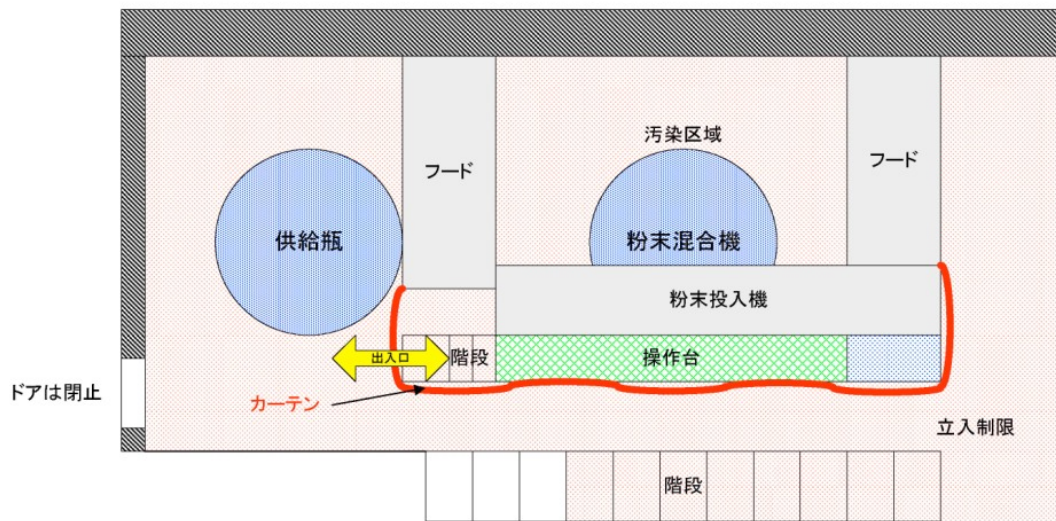 汚染区域
フード
フード
供給瓶
粉末混合機
粉末投入機
出入口
階段
操作台
ドアは閉止
カーテン
立入制限
階段